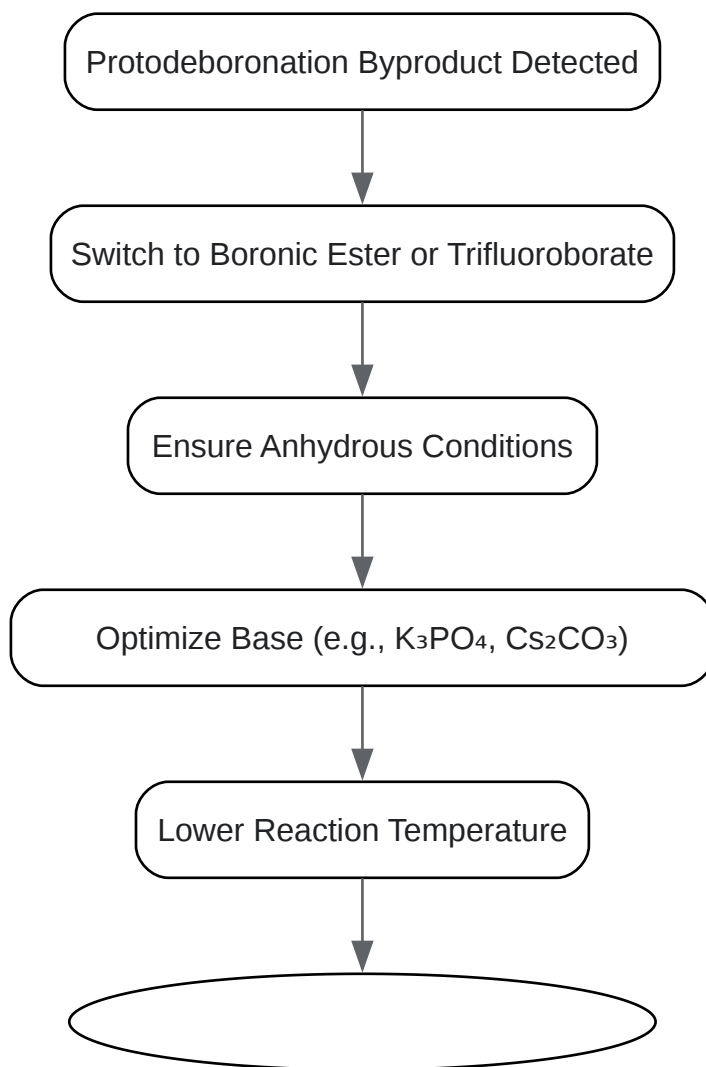 Protodeboronation Byproduct Detected
Switch to Boronic Ester or Trifluoroborate
Ensure Anhydrous Conditions
Optimize Base (e.g., K₃PO₄, Cs₂CO₃)
Lower Reaction Temperature